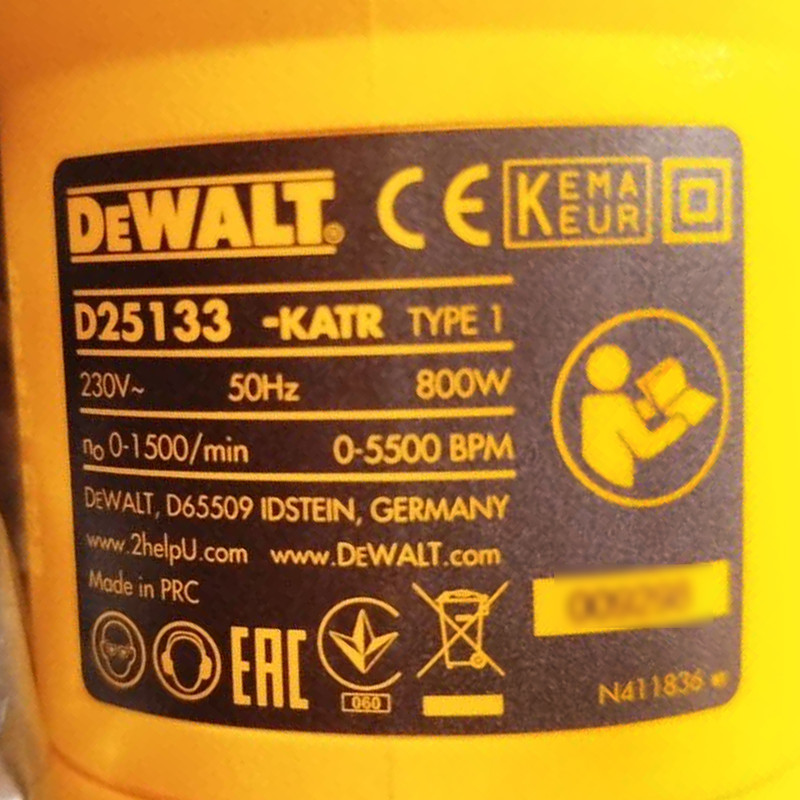 DEWALT® CE KEMA EUR
D25133 -KATR TYPE 1
230V~ 50Hz 800W
n₀ 0-1500/min 0-5500 BPM
DEWALT, D65509 IDSTEIN, GERMANY
www.2helpU.com www.DEWALT.com
Made in PRC
EAC
060
N411836